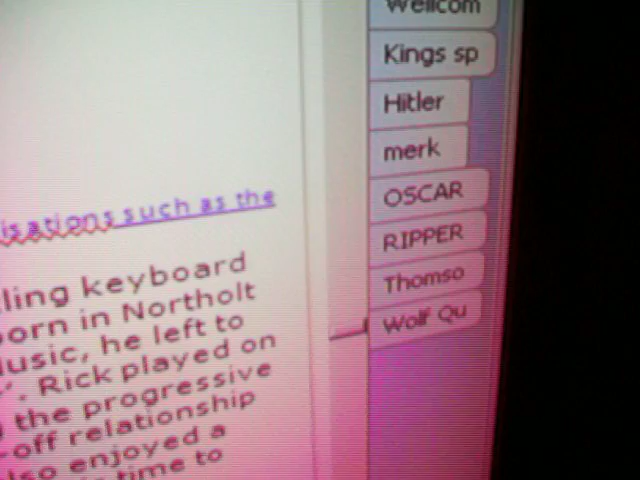 isations such as the
ling keyboard
orn in Northolt
usic, he left to
. Rick played on
the progressive
-off relationship
lso enjoyed a
time to
Wellcom
Kings sp
Hitler
merk
OSCAR
RIPPER
Thomso
Wolf Qu